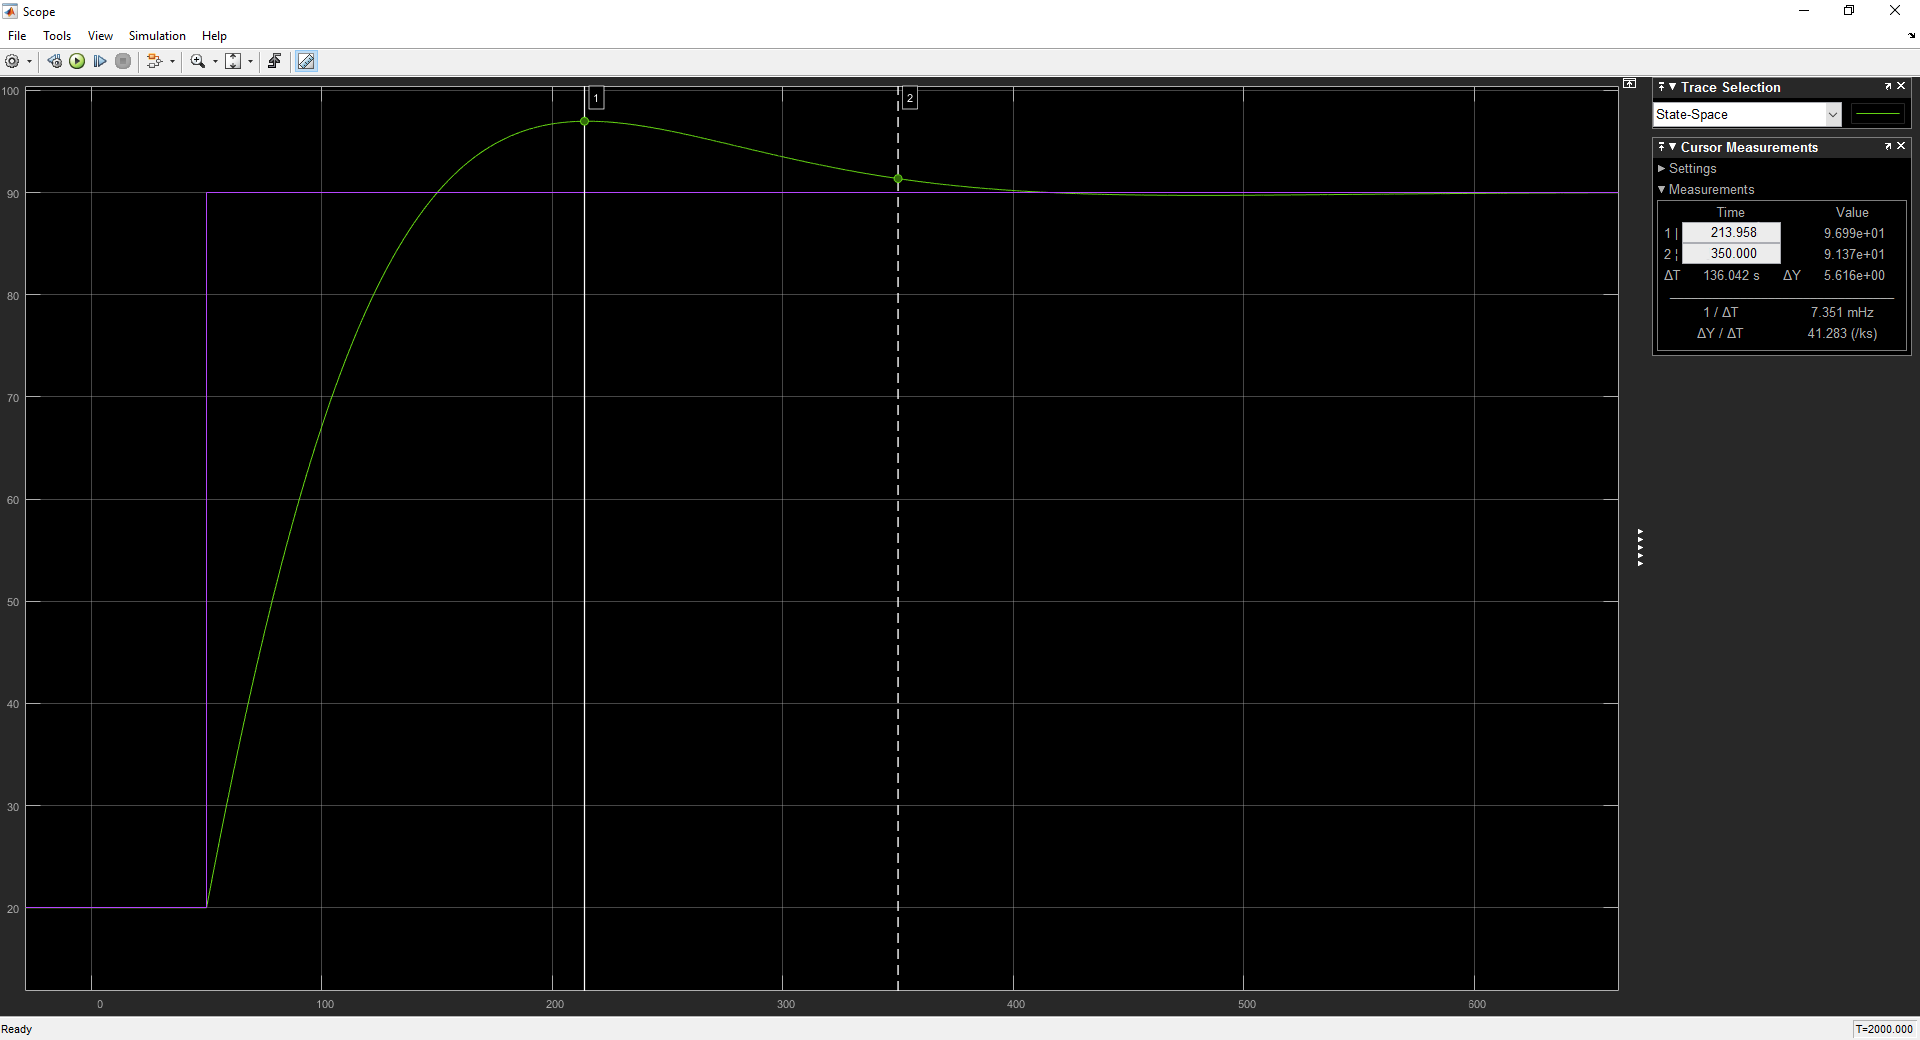 Scope
File Tools View Simulation Help
Trace Selection
State-Space
Cursor Measurements
Settings
Measurements
Time Value
1 | 213.958 9.699e+01
2 ¦ 350.000 9.137e+01
ΔT 136.042 s ΔY 5.616e+00
1 / ΔT 7.351 mHz
ΔY / ΔT 41.283 (/ks)
1
2
100
90
80
70
60
50
40
30
20
0 100 200 300 400 500 600
Ready T=2000.000